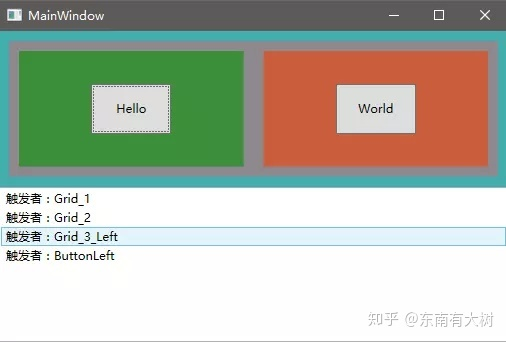 MainWindow
Hello
World
触发者：Grid_1
触发者：Grid_2
触发者：Grid_3_Left
触发者：ButtonLeft
知乎 @东南有大树